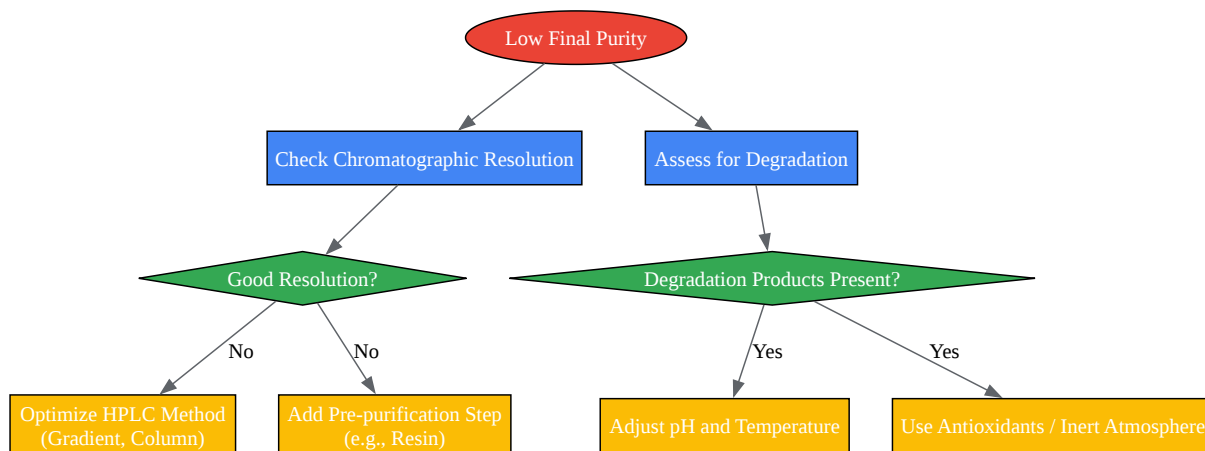 Low Final Purity
Check Chromatographic Resolution
Assess for Degradation
Good Resolution?
Degradation Products Present?
No
No
Yes
Yes
Optimize HPLC Method
(Gradient, Column)
Add Pre-purification Step
(e.g., Resin)
Adjust pH and Temperature
Use Antioxidants / Inert Atmosphere